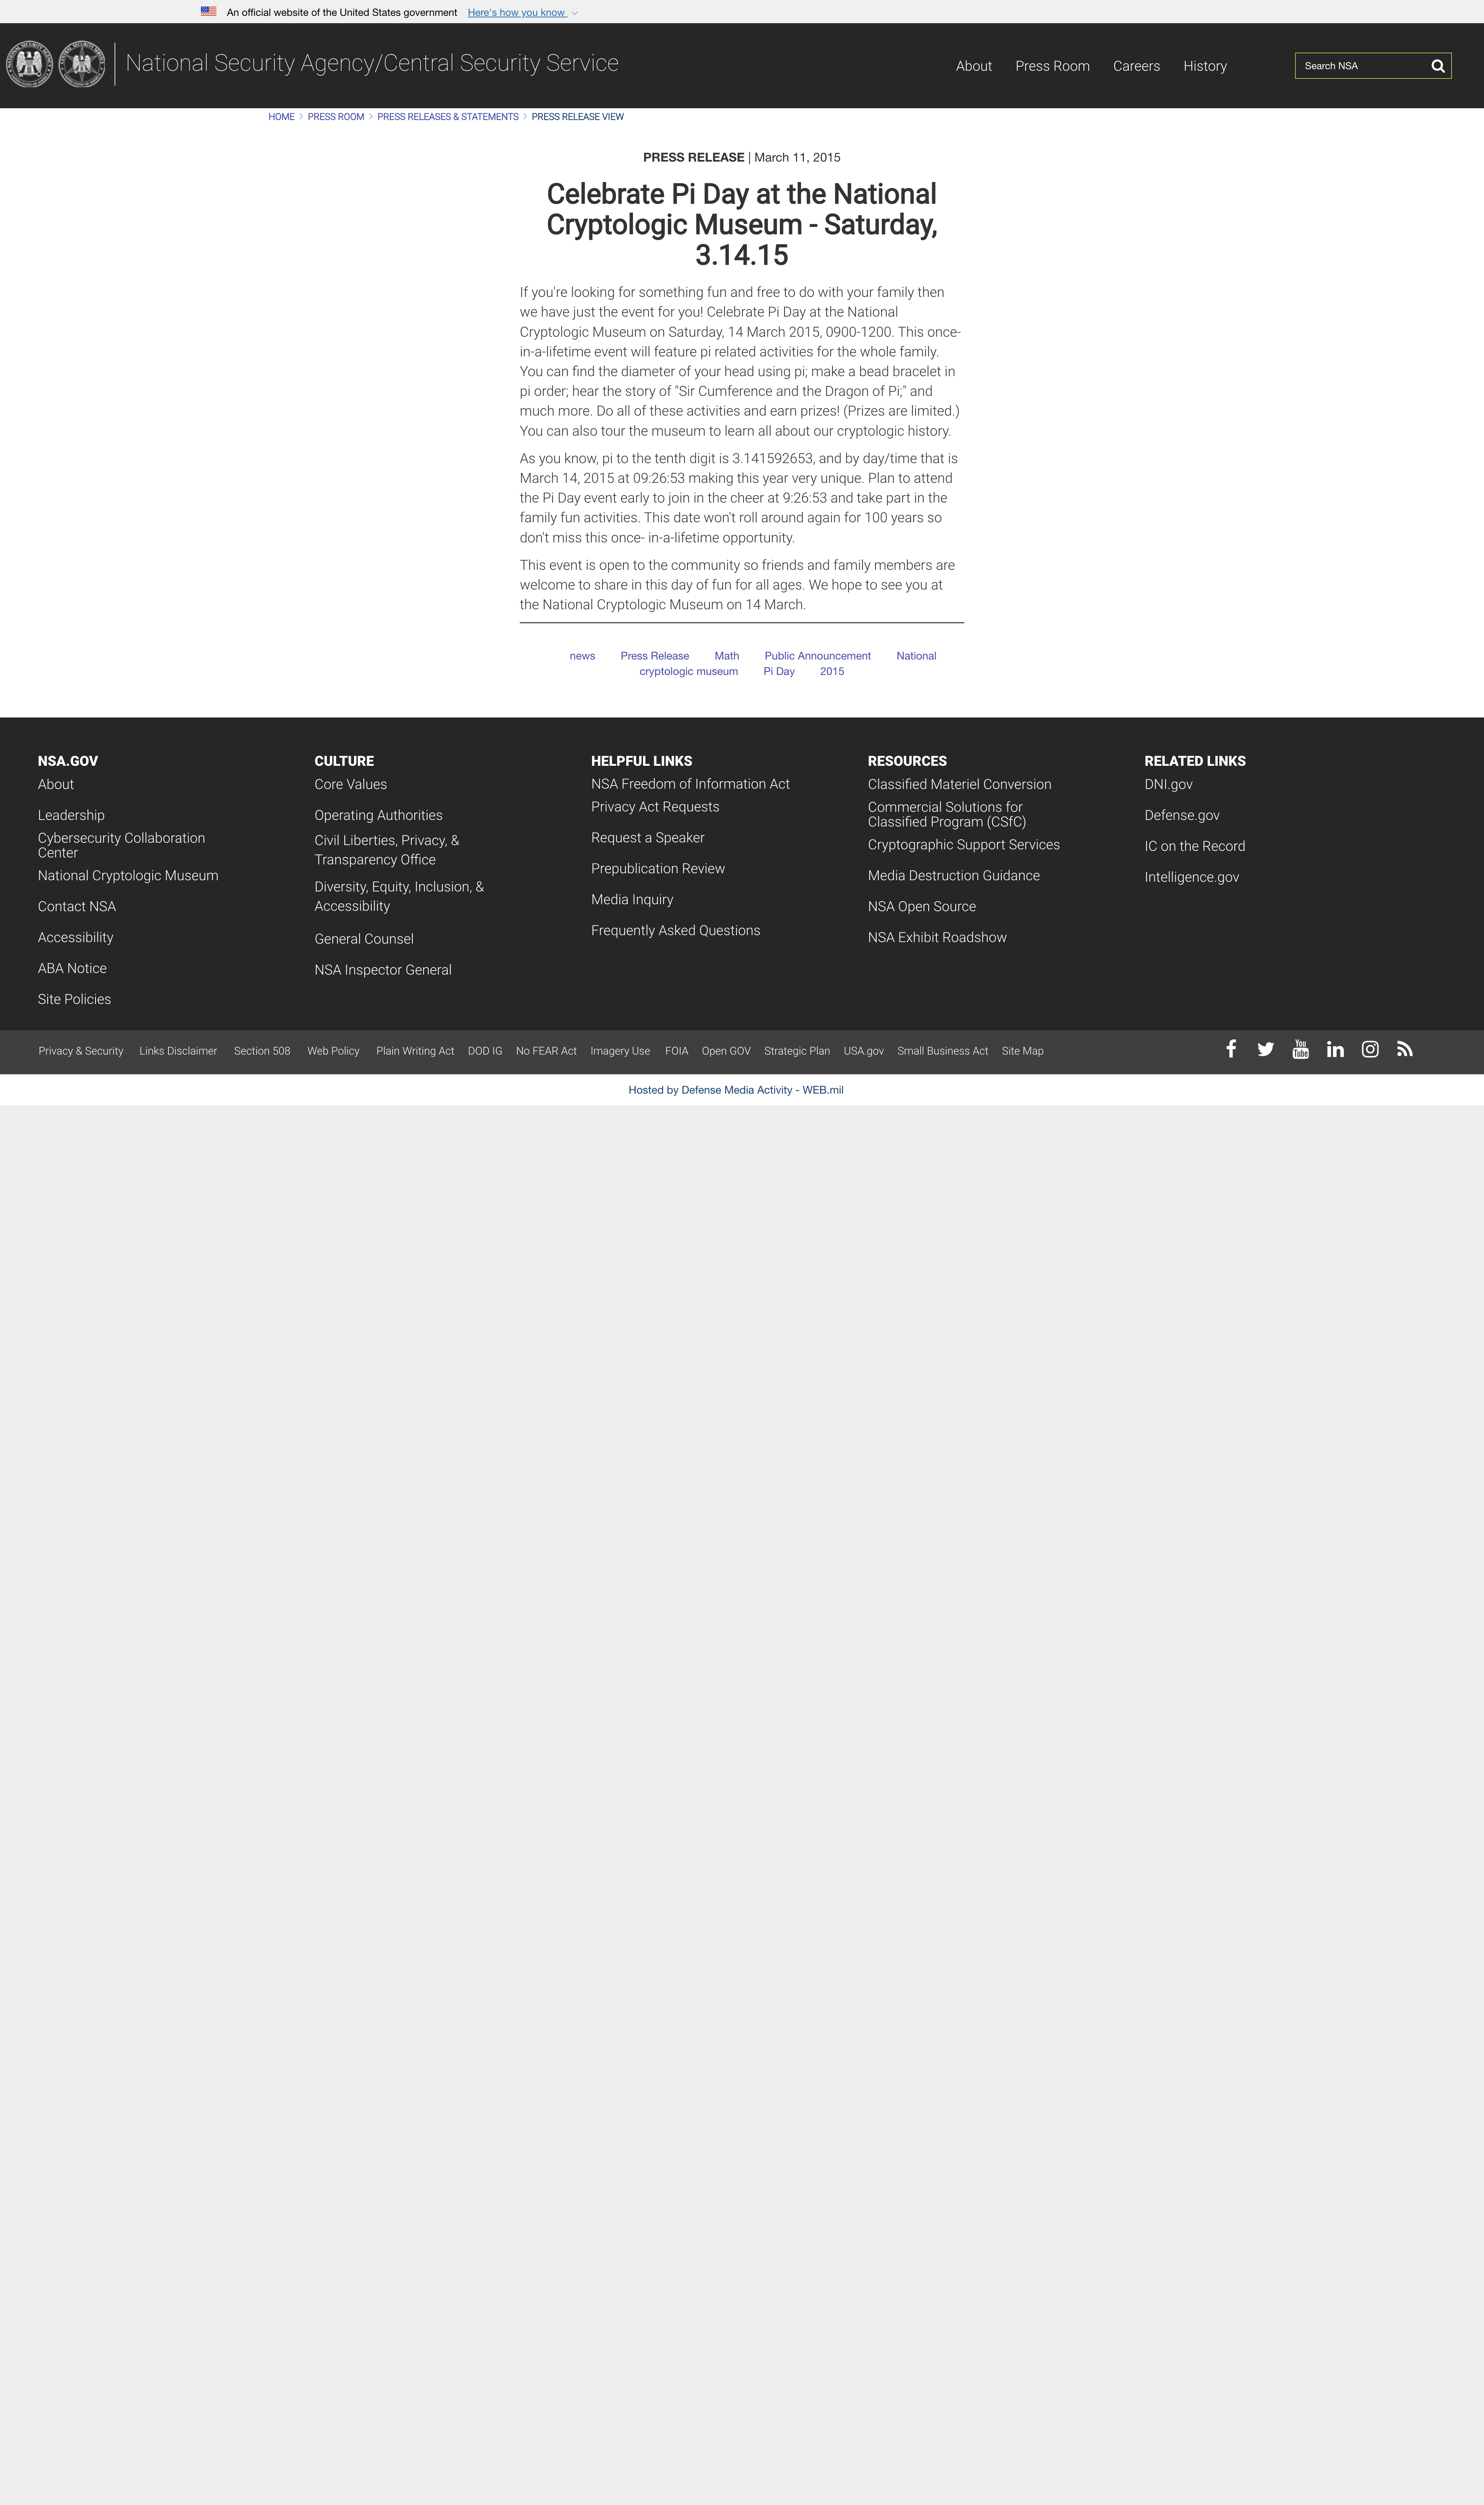 An official website of the United States government Here's how you know
National Security Agency/Central Security Service
About Press Room Careers History
Search NSA
HOME PRESS ROOM PRESS RELEASES & STATEMENTS PRESS RELEASE VIEW
PRESS RELEASE | March 11, 2015
Celebrate Pi Day at the National
Cryptologic Museum - Saturday,
3.14.15
If you're looking for something fun and free to do with your family then
we have just the event for you! Celebrate Pi Day at the National
Cryptologic Museum on Saturday, 14 March 2015, 0900-1200. This once-
in-a-lifetime event will feature pi related activities for the whole family.
You can find the diameter of your head using pi; make a bead bracelet in
pi order; hear the story of "Sir Cumference and the Dragon of Pi;" and
much more. Do all of these activities and earn prizes! (Prizes are limited.)
You can also tour the museum to learn all about our cryptologic history.
As you know, pi to the tenth digit is 3.141592653, and by day/time that is
March 14, 2015 at 09:26:53 making this year very unique. Plan to attend
the Pi Day event early to join in the cheer at 9:26:53 and take part in the
family fun activities. This date won't roll around again for 100 years so
don't miss this once- in-a-lifetime opportunity.
This event is open to the community so friends and family members are
welcome to share in this day of fun for all ages. We hope to see you at
the National Cryptologic Museum on 14 March.
news Press Release Math Public Announcement National
cryptologic museum Pi Day 2015
NSA.GOV
About
Leadership
Cybersecurity Collaboration
Center
National Cryptologic Museum
Contact NSA
Accessibility
ABA Notice
Site Policies
CULTURE
Core Values
Operating Authorities
Civil Liberties, Privacy, &
Transparency Office
Diversity, Equity, Inclusion, &
Accessibility
General Counsel
NSA Inspector General
HELPFUL LINKS
NSA Freedom of Information Act
Privacy Act Requests
Request a Speaker
Prepublication Review
Media Inquiry
Frequently Asked Questions
RESOURCES
Classified Materiel Conversion
Commercial Solutions for
Classified Program (CSfC)
Cryptographic Support Services
Media Destruction Guidance
NSA Open Source
NSA Exhibit Roadshow
RELATED LINKS
DNI.gov
Defense.gov
IC on the Record
Intelligence.gov
Privacy & Security Links Disclaimer Section 508 Web Policy Plain Writing Act DOD IG No FEAR Act Imagery Use FOIA Open GOV Strategic Plan USA.gov Small Business Act Site Map
You
Tube
Hosted by Defense Media Activity - WEB.mil